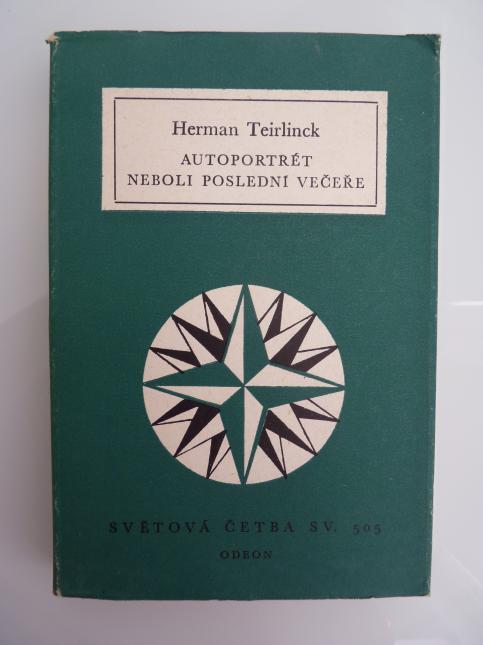 Herman Teirlinck
AUTOPORTRÉT
NEBOLI POSLEDNÍ VEČEŘE
SVĚTOVÁ ČETBA SV. 505
ODEON